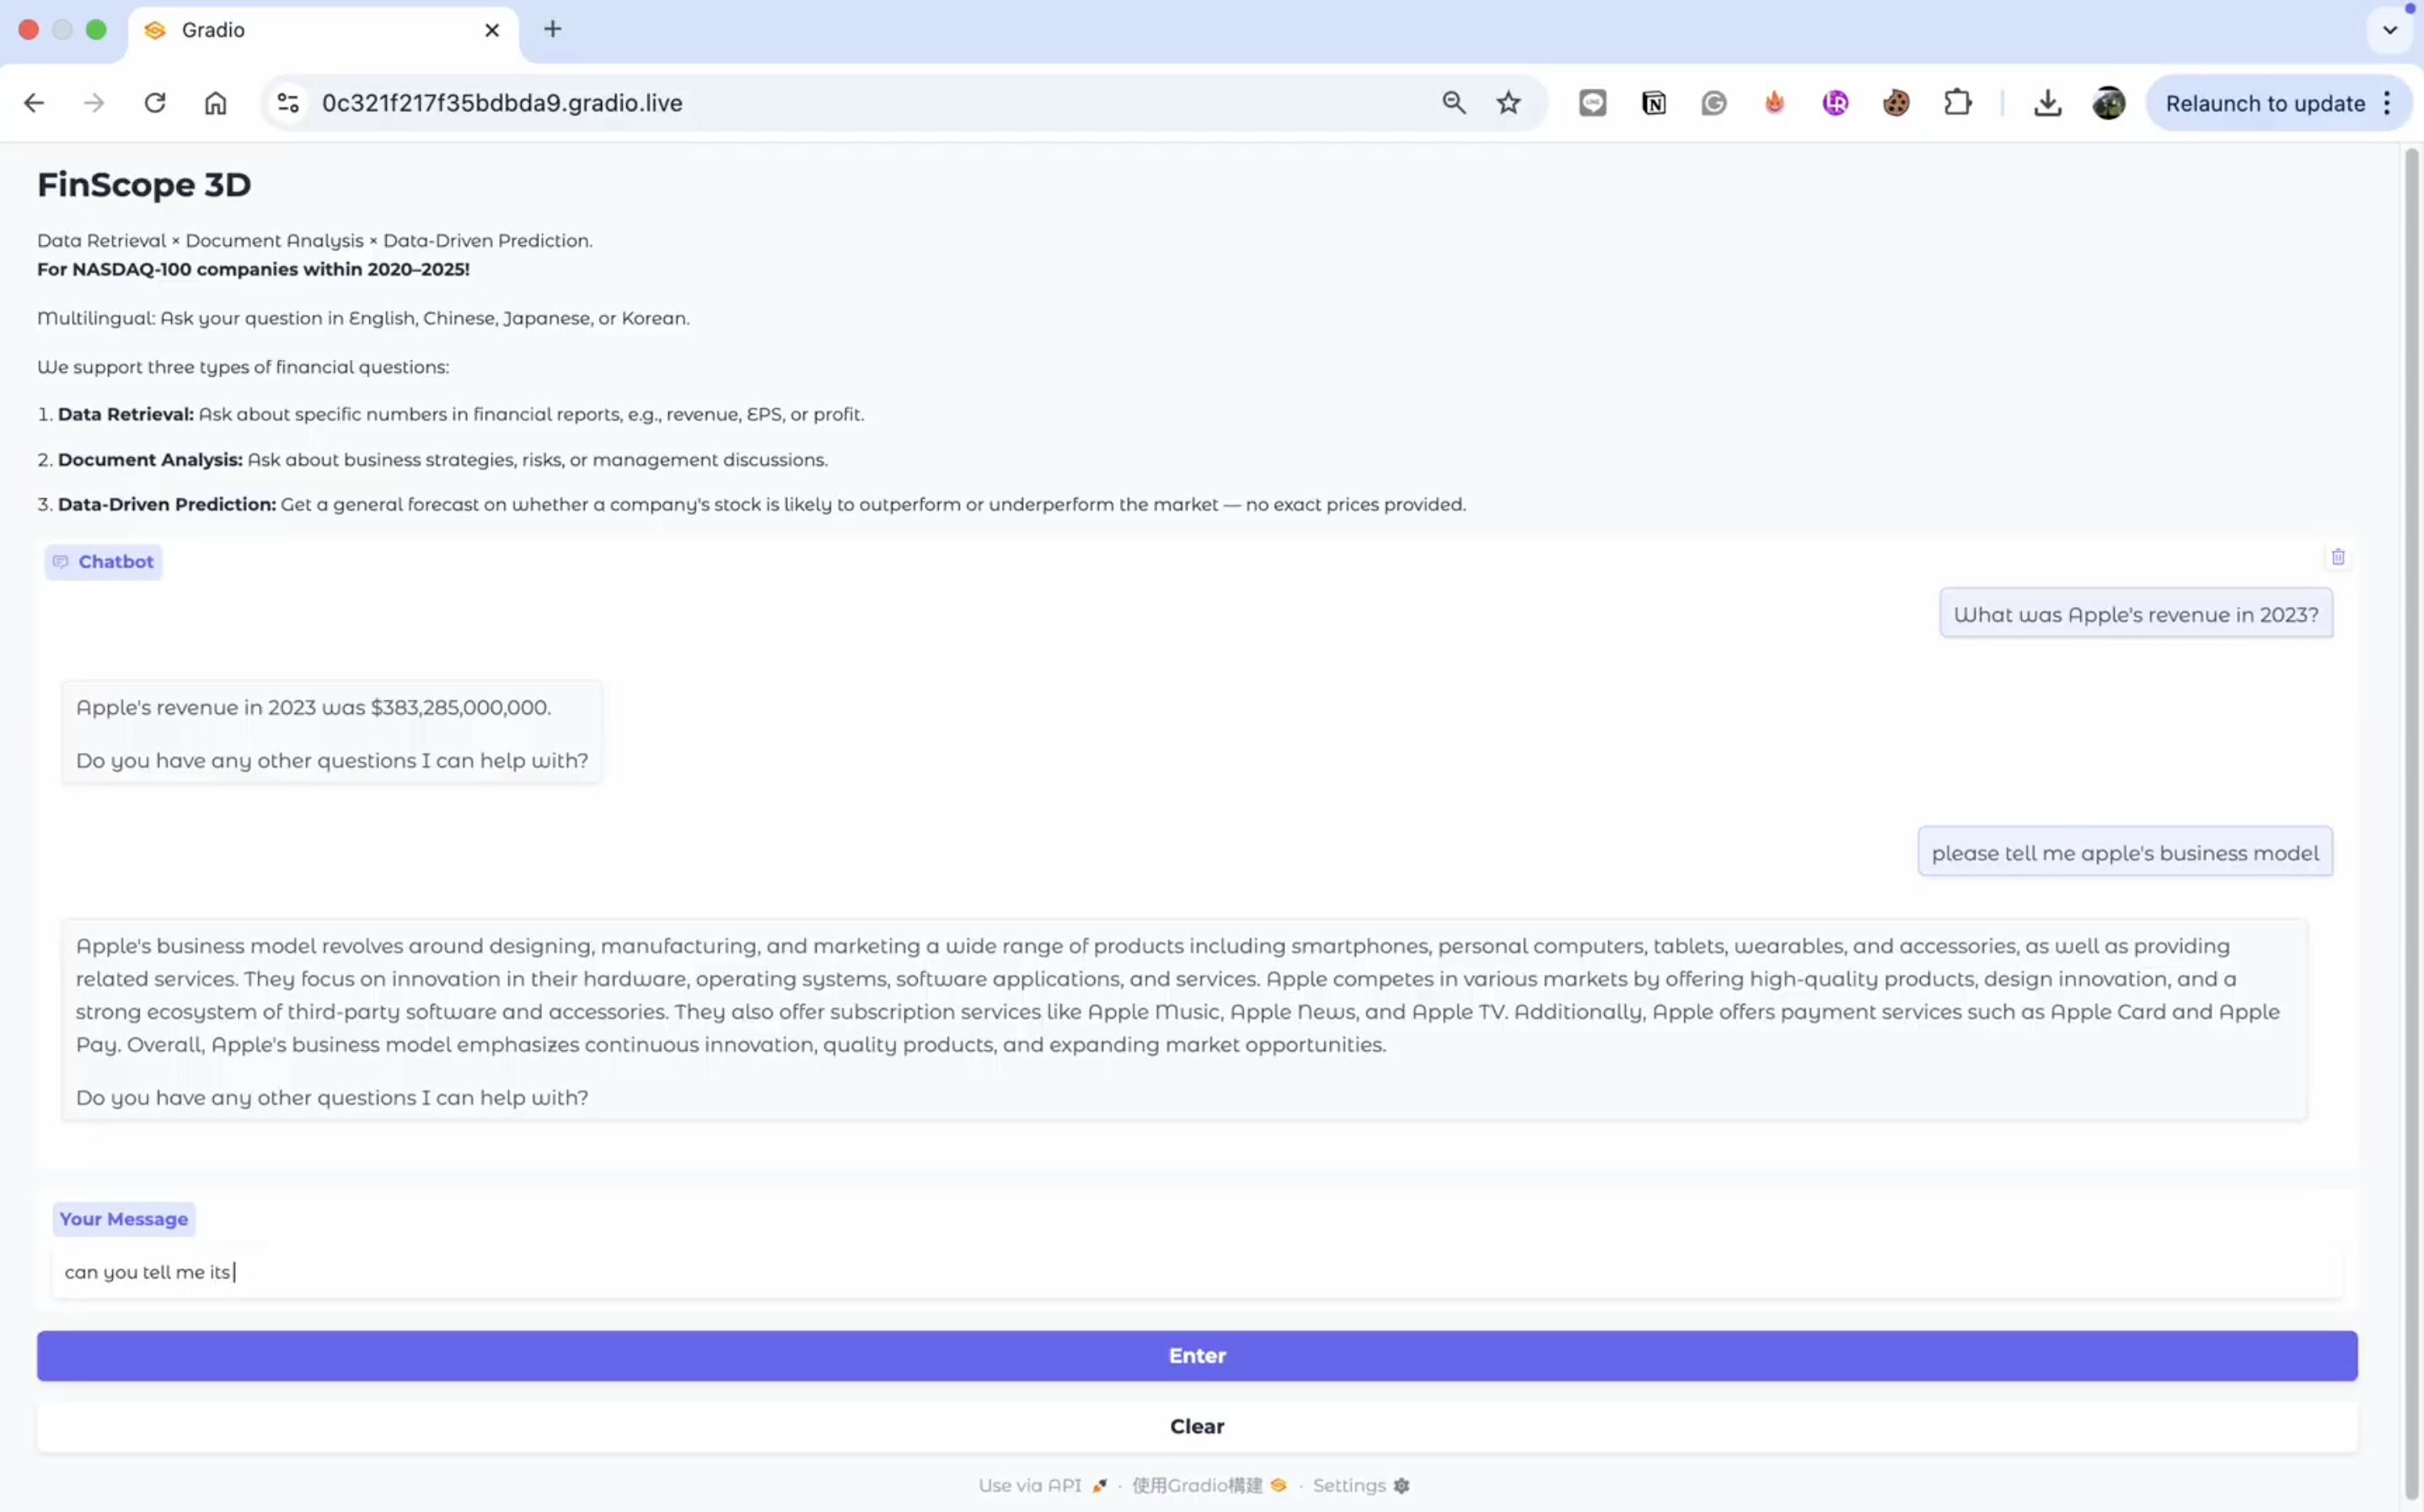 Gradio
0c321f217f35bdbda9.gradio.live
Relaunch to update
FinScope 3D
Data Retrieval × Document Analysis × Data-Driven Prediction.
For NASDAQ-100 companies within 2020–2025!
Multilingual: Ask your question in English, Chinese, Japanese, or Korean.
We support three types of financial questions:
1. Data Retrieval: Ask about specific numbers in financial reports, e.g., revenue, EPS, or profit.
2. Document Analysis: Ask about business strategies, risks, or management discussions.
3. Data-Driven Prediction: Get a general forecast on whether a company's stock is likely to outperform or underperform the market — no exact prices provided.
Chatbot
What was Apple's revenue in 2023?
Apple's revenue in 2023 was $383,285,000,000.
Do you have any other questions I can help with?
please tell me apple's business model
Apple's business model revolves around designing, manufacturing, and marketing a wide range of products including smartphones, personal computers, tablets, wearables, and accessories, as well as providing
related services. They focus on innovation in their hardware, operating systems, software applications, and services. Apple competes in various markets by offering high-quality products, design innovation, and a
strong ecosystem of third-party software and accessories. They also offer subscription services like Apple Music, Apple News, and Apple TV. Additionally, Apple offers payment services such as Apple Card and Apple
Pay. Overall, Apple's business model emphasizes continuous innovation, quality products, and expanding market opportunities.
Do you have any other questions I can help with?
Your Message
can you tell me its
Enter
Clear
Use via API · 使用Gradio構建 · Settings